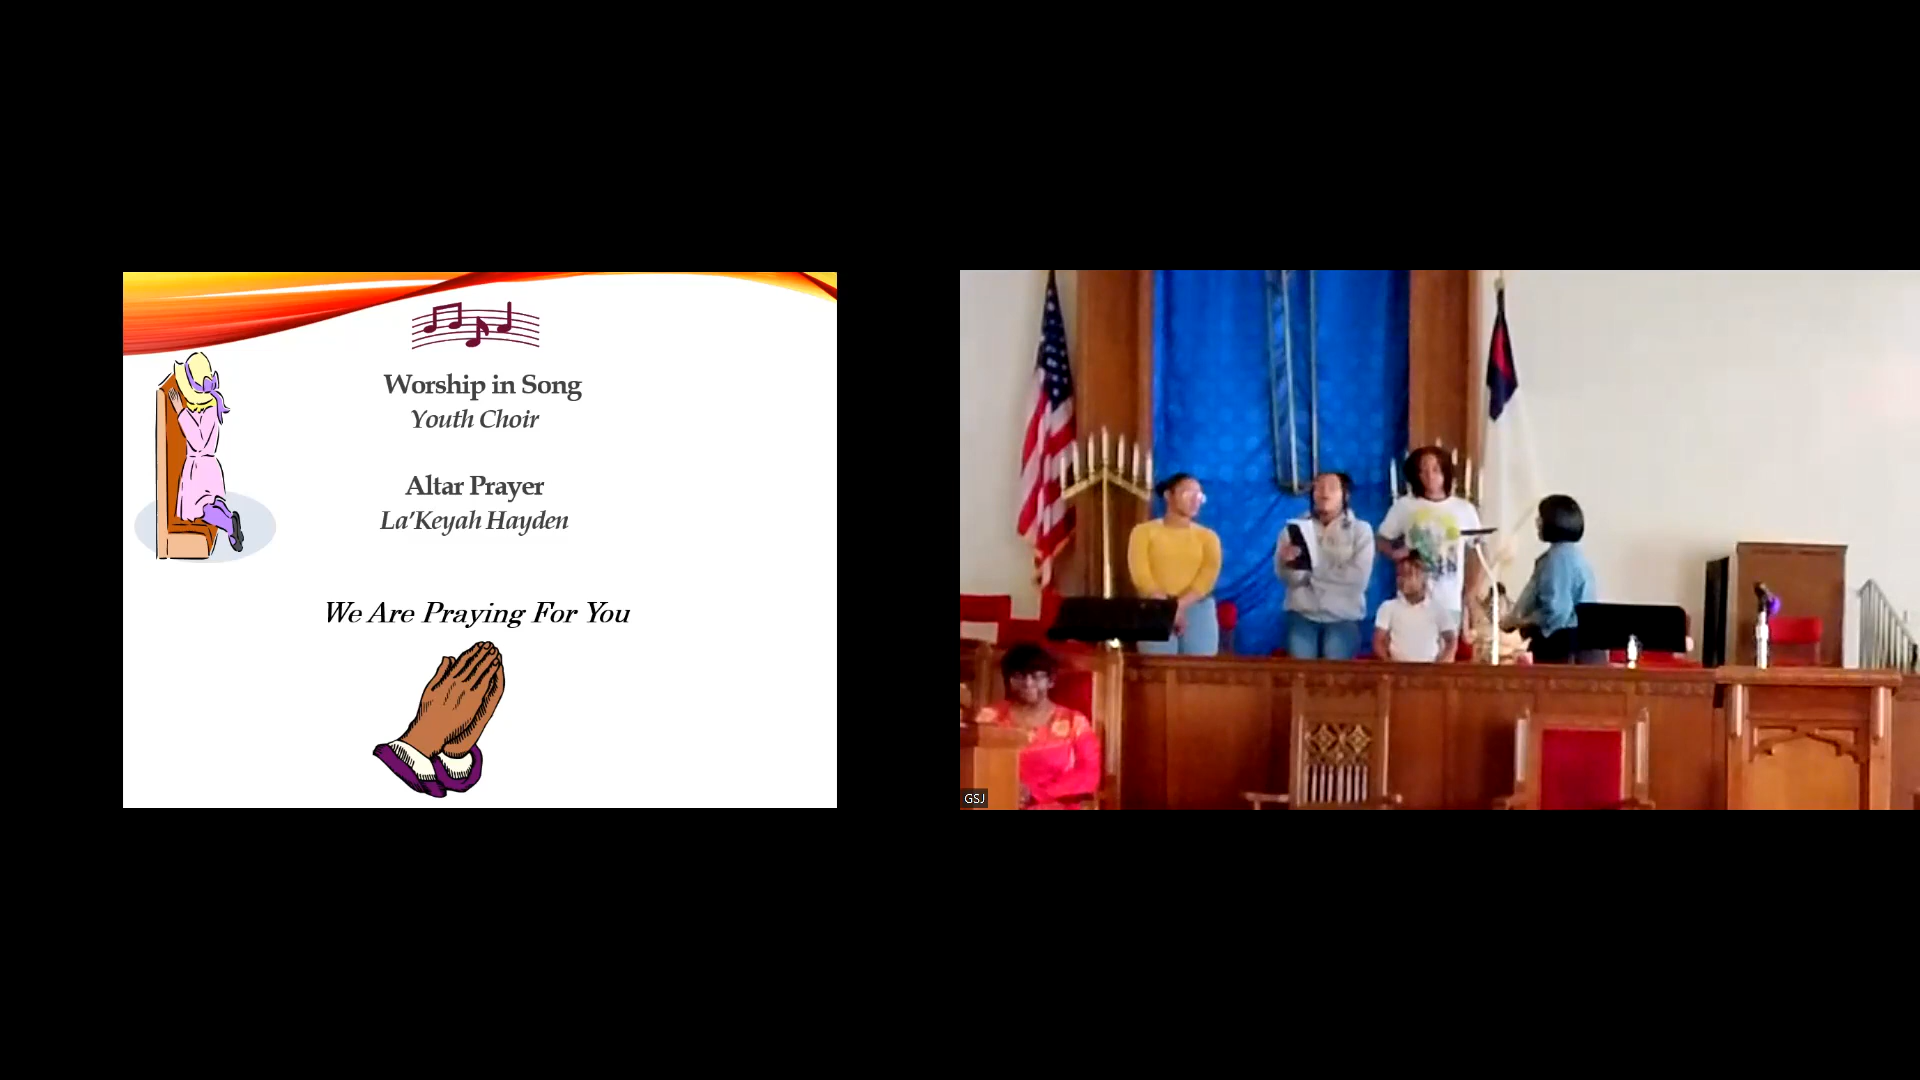 Worship in Song
Youth Choir
Altar Prayer
La'Keyah Hayden
We Are Praying For You
GSJ